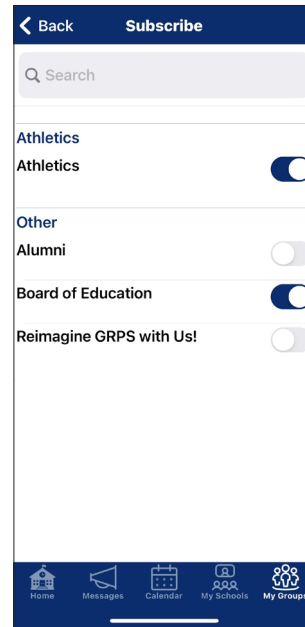 Back
Subscribe
Search
Athletics
Athletics
Other
Alumni
Board of Education
Reimagine GRPS with Us!
Home
Messages
Calendar
My Schools
My Groups